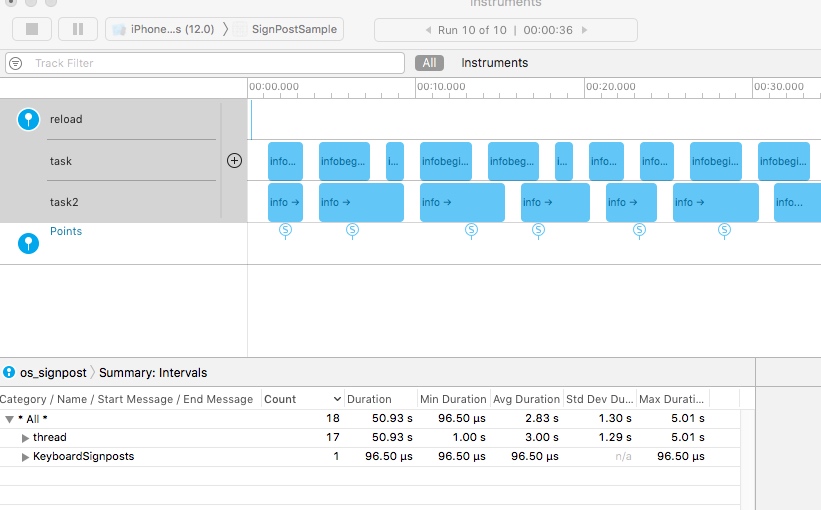 Instruments
iPhone...s (12.0) 〉 SignPostSample
Run 10 of 10 | 00:00:36
Track Filter
All Instruments
00:00.000 00:10.000 00:20.000 00:30.000
reload
task
info... infobeg... i... infobegi... infobeg... i... info... info... infobegi... infobegi...
task2
info → info → info → info → info → info → info...
Points
S S S S S S
os_signpost 〉 Summary: Intervals
Category / Name / Start Message / End Message Count Duration Min Duration Avg Duration Std Dev Du... Max Durati...
* All * 18 50.93 s 96.50 µs 2.83 s 1.30 s 5.01 s
thread 17 50.93 s 1.00 s 3.00 s 1.29 s 5.01 s
KeyboardSignposts 1 96.50 µs 96.50 µs 96.50 µs n/a 96.50 µs